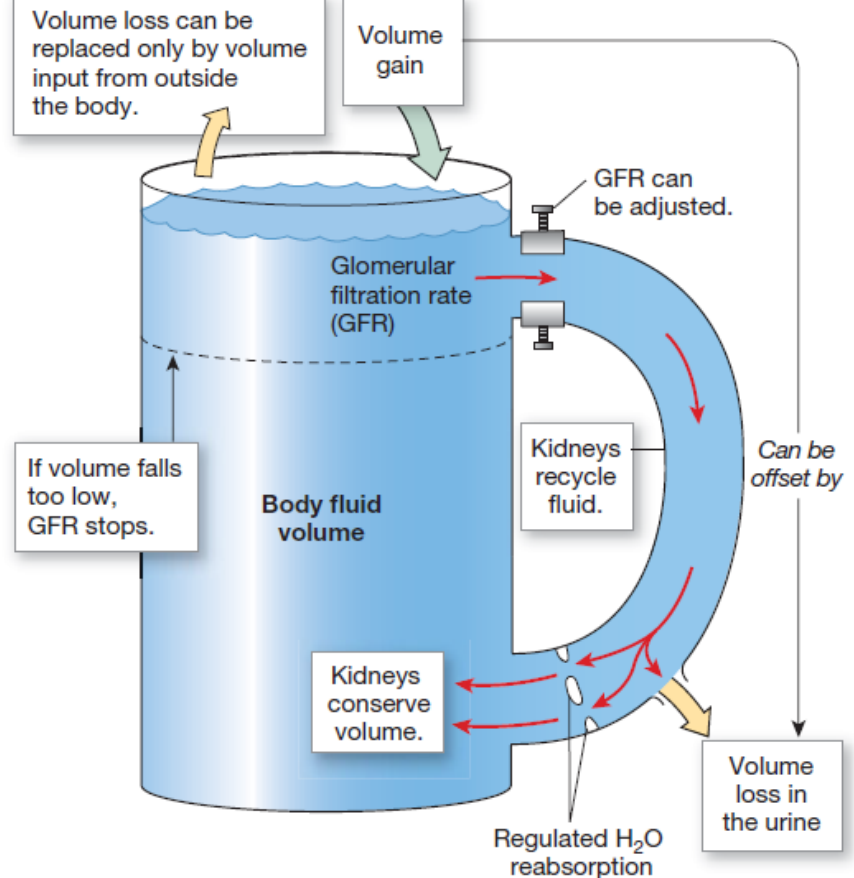 Volume loss can be
replaced only by volume
input from outside
the body.
Volume
gain
GFR can
be adjusted.
Glomerular
filtration rate
(GFR)
If volume falls
too low,
GFR stops.
Body fluid
volume
Kidneys
recycle
fluid.
Can be
offset by
Kidneys
conserve
volume.
Volume
loss in
the urine
Regulated H₂O
reabsorption